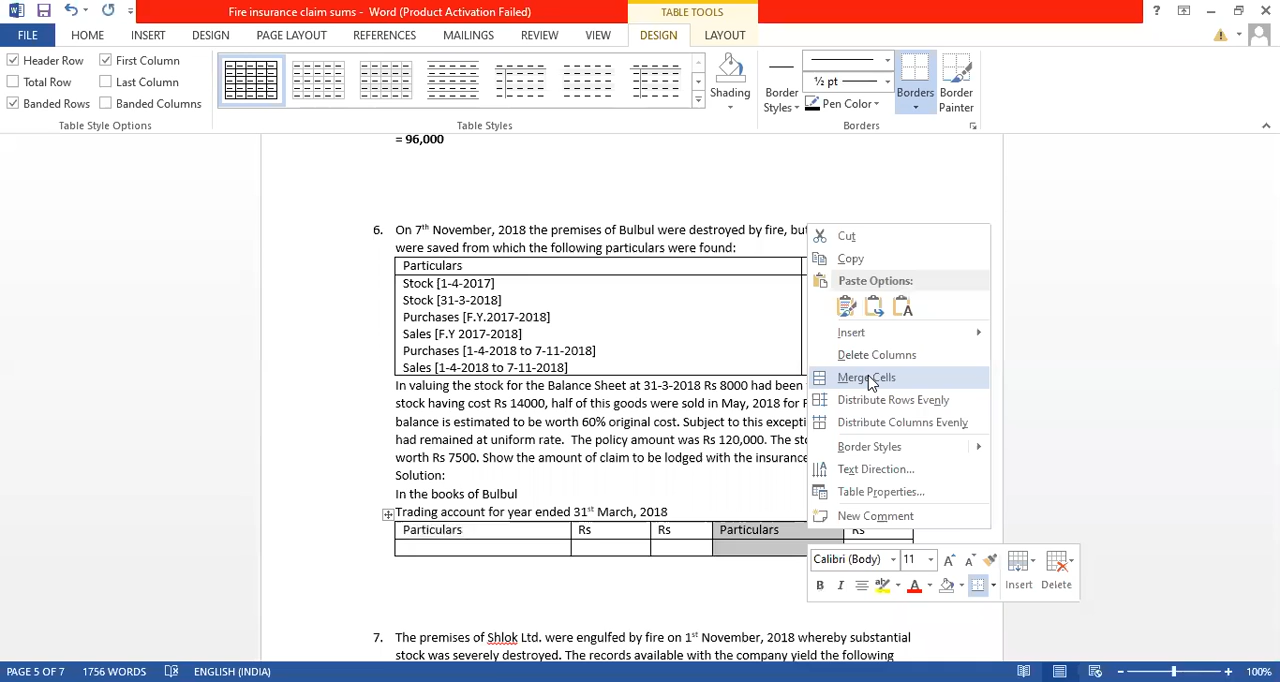 Fire insurance claim sums - Word (Product Activation Failed)
TABLE TOOLS
FILE HOME INSERT DESIGN PAGE LAYOUT REFERENCES MAILINGS REVIEW VIEW DESIGN LAYOUT
Header Row First Column
Total Row Last Column
Banded Rows Banded Columns
Table Style Options
Table Styles
Shading
Border Styles
½ pt
Pen Color
Borders
Border Painter
Borders
= 96,000
6. On 7th November, 2018 the premises of Bulbul were destroyed by fire, but
were saved from which the following particulars were found:
Particulars
Stock [1-4-2017]
Stock [31-3-2018]
Purchases [F.Y.2017-2018]
Sales [F.Y 2017-2018]
Purchases [1-4-2018 to 7-11-2018]
Sales [1-4-2018 to 7-11-2018]
In valuing the stock for the Balance Sheet at 31-3-2018 Rs 8000 had been
stock having cost Rs 14000, half of this goods were sold in May, 2018 for
balance is estimated to be worth 60% original cost. Subject to this
had remained at uniform rate. The policy amount was Rs 120,000. The
worth Rs 7500. Show the amount of claim to be lodged with the
Solution:
In the books of Bulbul
Trading account for year ended 31st March, 2018
Particulars Rs Rs Particulars Rs
7. The premises of Shlok Ltd. were engulfed by fire on 1st November, 2018 whereby substantial
stock was severely destroyed. The records available with the company yield the following
Cut
Copy
Paste Options:
Insert
Delete Columns
Merge Cells
Distribute Rows Evenly
Distribute Columns Evenly
Border Styles
Text Direction...
Table Properties...
New Comment
Calibri (Body) 11
B I Insert Delete
PAGE 5 OF 7 1756 WORDS ENGLISH (INDIA) 100%